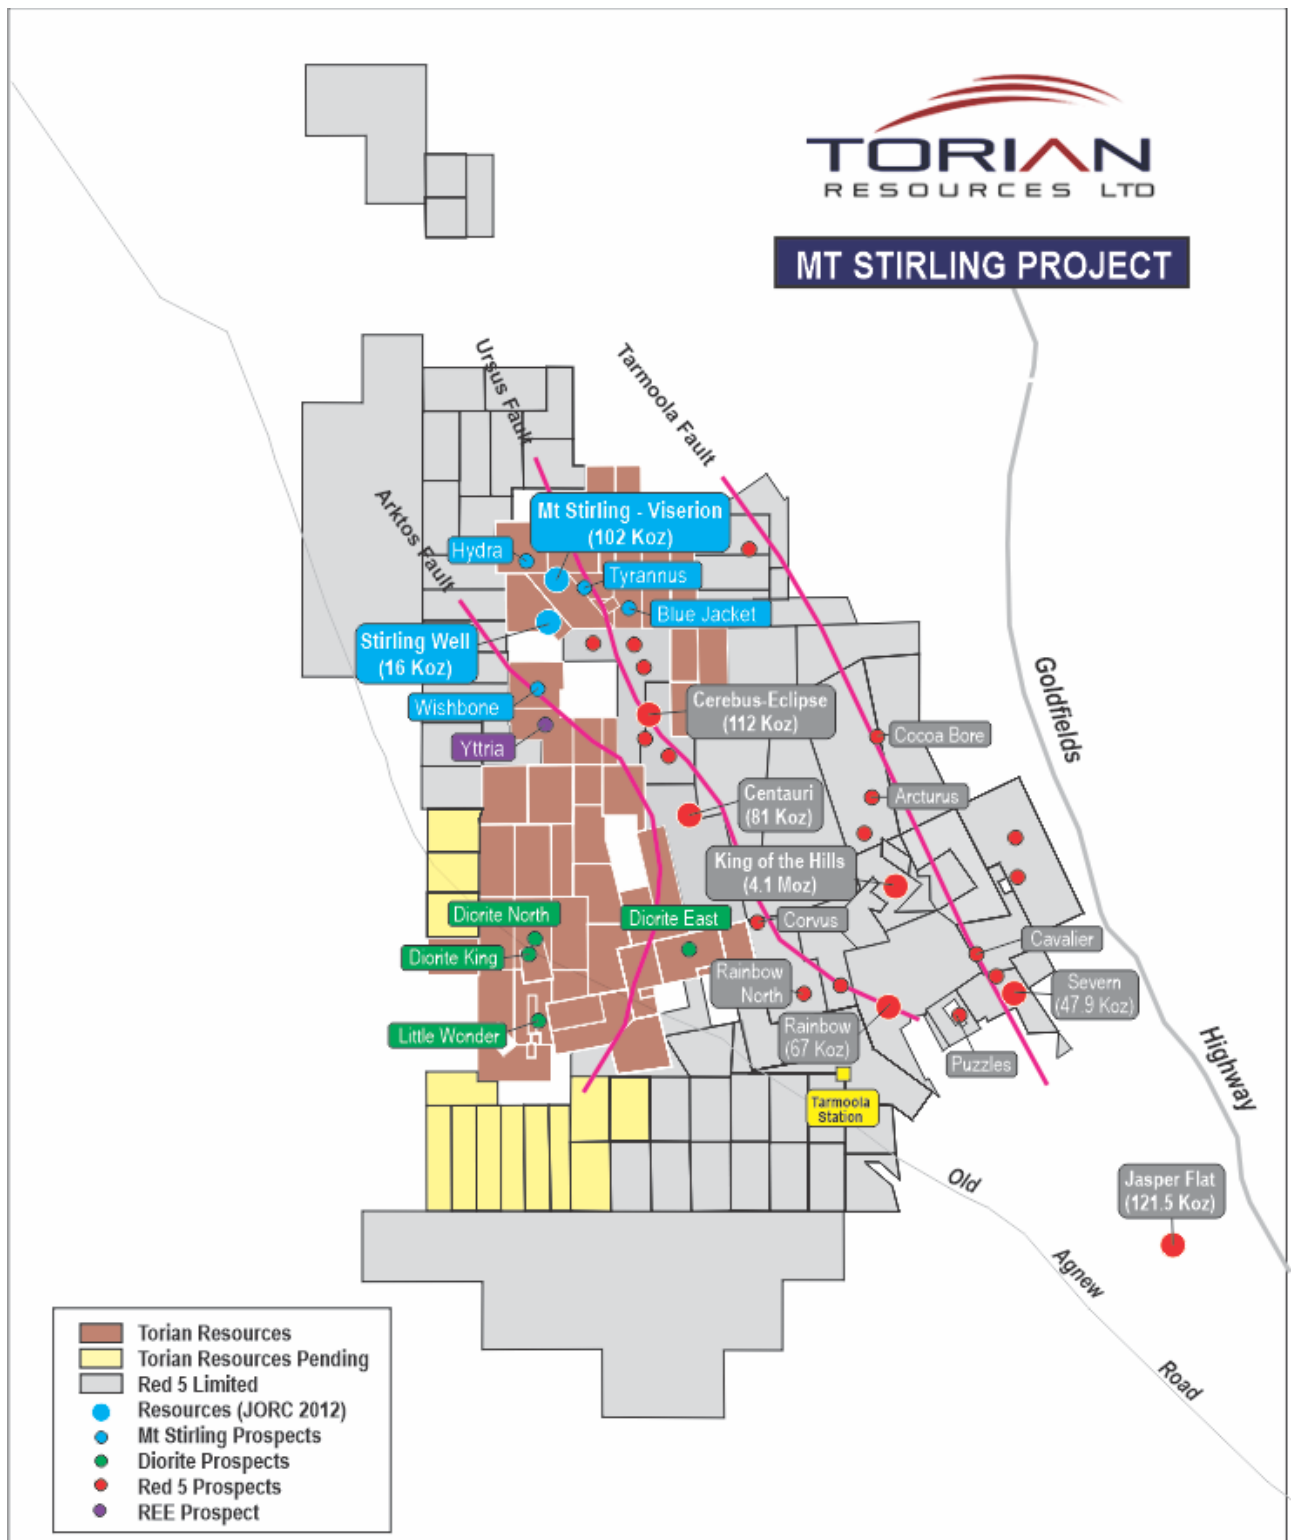 TORIAN
RESOURCES LTD
MT STIRLING PROJECT
Ursus Fault
Tarmoola Fault
Arktos Fault
Mt Stirling - Viserion
(102 Koz)
Hydra
Tyrannus
Blue Jacket
Stirling Well
(16 Koz)
Wishbone
Yttria
Cerebus-Eclipse
(112 Koz)
Goldfields
Cocoa Bore
Centauri
(81 Koz)
Arcturus
King of the Hills
(4.1 Moz)
Diorite North
Diorite East
Corvus
Diorite King
Cavalier
Rainbow
North
Severn
(47.9 Koz)
Little Wonder
Rainbow
(67 Koz)
Puzzles
Highway
Tarmoola
Station
Old
Jasper Flat
(121.5 Koz)
Agnew
Road
Torian Resources
Torian Resources Pending
Red 5 Limited
Resources (JORC 2012)
Mt Stirling Prospects
Diorite Prospects
Red 5 Prospects
REE Prospect